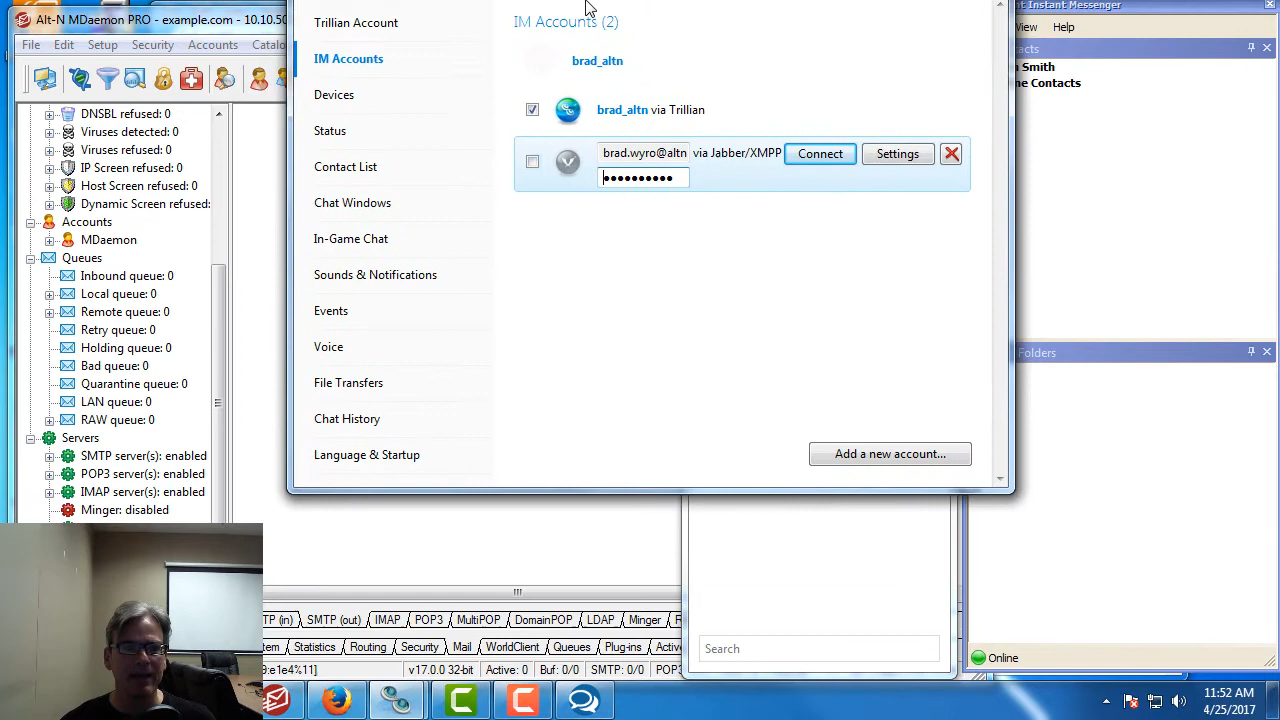 Alt-N MDaemon PRO - example.com - 10.10.50
File Edit Setup Security Accounts Catalo
DNSBL refused: 0
Viruses detected: 0
Viruses refused: 0
IP Screen refused: 0
Host Screen refused: 0
Dynamic Screen refused:
Accounts
MDaemon
Queues
Inbound queue: 0
Local queue: 0
Remote queue: 0
Retry queue: 0
Holding queue: 0
Bad queue: 0
Quarantine queue: 0
LAN queue: 0
RAW queue: 0
Servers
SMTP server(s): enabled
POP3 server(s): enabled
IMAP server(s): enabled
Minger: disabled
Trillian Account
IM Accounts
Devices
Status
Contact List
Chat Windows
In-Game Chat
Sounds & Notifications
Events
Voice
File Transfers
Chat History
Language & Startup
IM Accounts (2)
brad_altn
brad_altn via Trillian
brad.wyro@altn via Jabber/XMPP Connect Settings
●●●●●●●●●●
Add a new account...
t Instant Messenger
View Help
tacts
n Smith
ne Contacts
Folders
Search
Online
TP (in) SMTP (out) IMAP POP3 MultiPOP DomainPOP LDAP Minger
tem Statistics Routing Security Mail WorldClient Queues Plug-ins Active
9:e1e4%11] v17.0.0 32-bit Active: 0 Buf: 0/0 SMTP: 0/0 POP
11:52 AM
4/25/2017